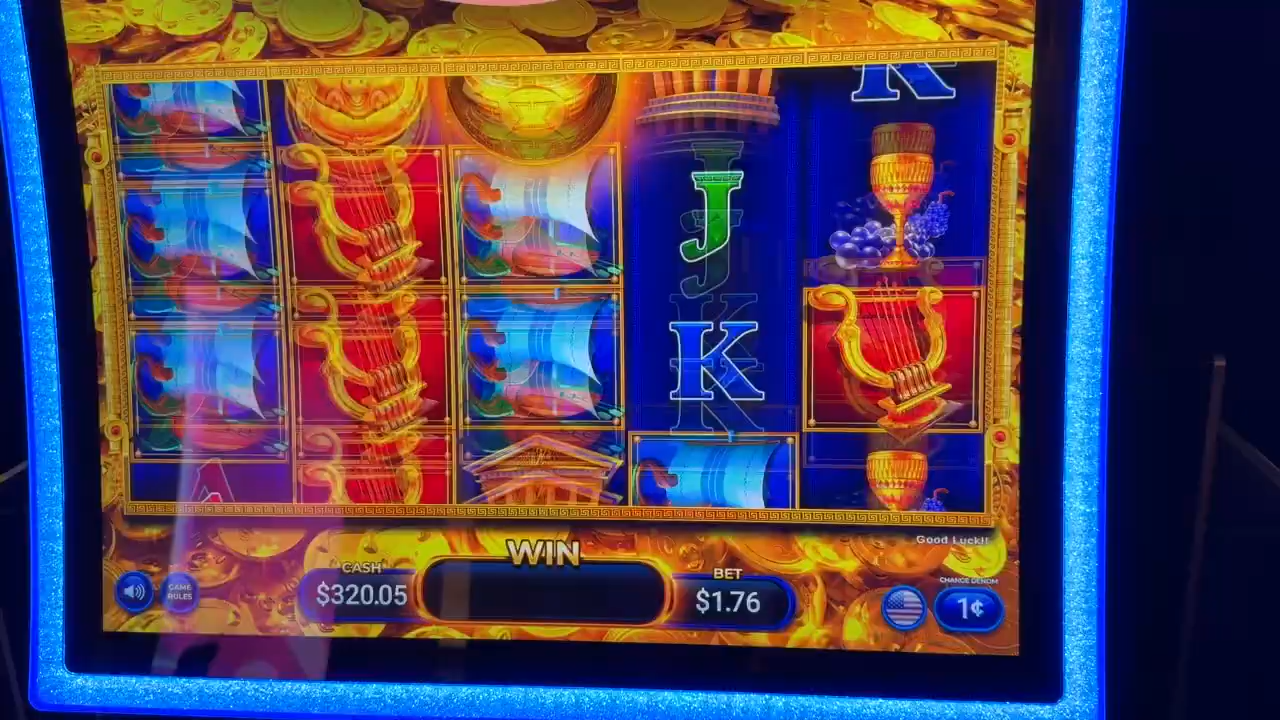 K
J
K
A
Good Luck!!
WIN
CASH
$320.05
BET
$1.76
GAME
RULES
CHANGE DENOM
1¢